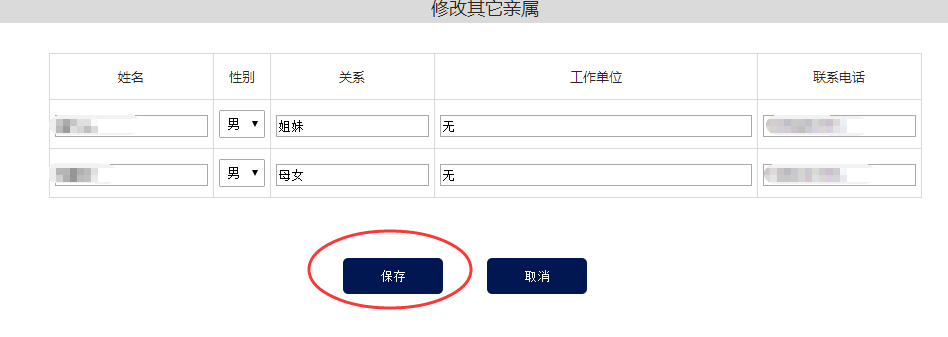 修改其它亲属
姓名 性别 关系 工作单位 联系电话
男 姐妹 无
男 母女 无
保存 取消